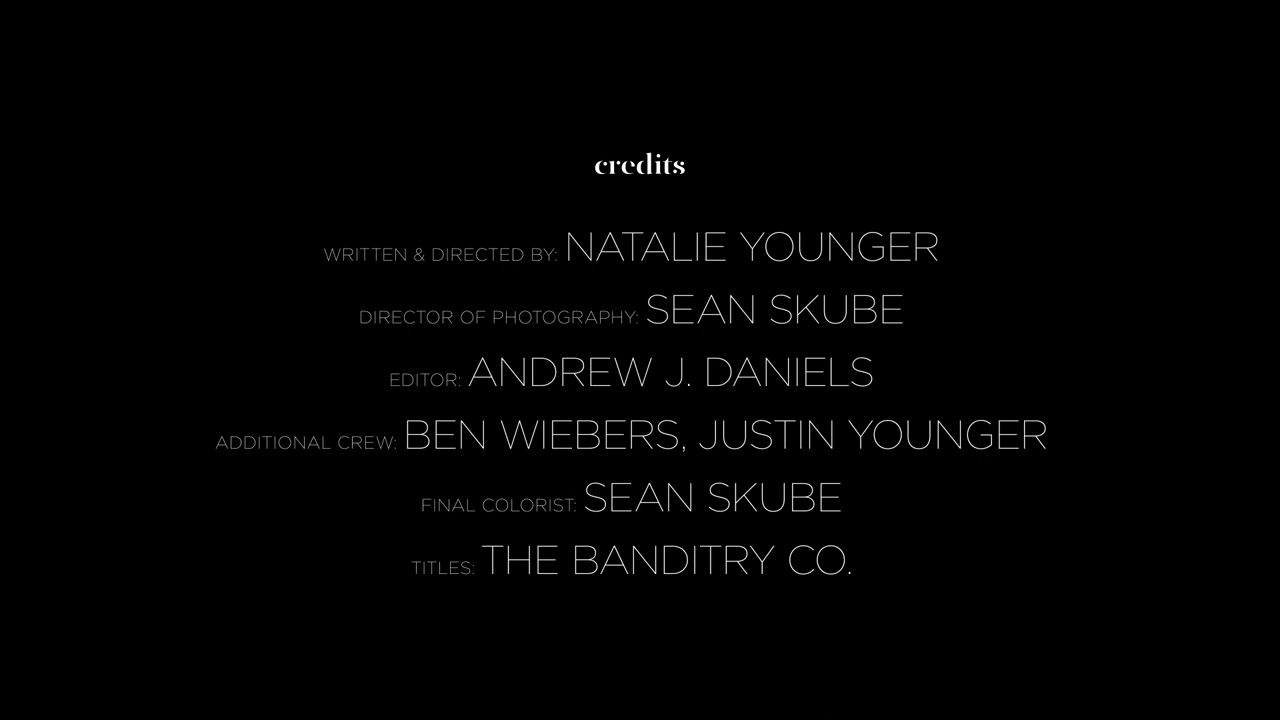 credits
WRITTEN & DIRECTED BY: NATALIE YOUNGER
DIRECTOR OF PHOTOGRAPHY: SEAN SKUBE
EDITOR: ANDREW J. DANIELS
ADDITIONAL CREW: BEN WIEBERS, JUSTIN YOUNGER
FINAL COLORIST: SEAN SKUBE
TITLES: THE BANDITRY CO.